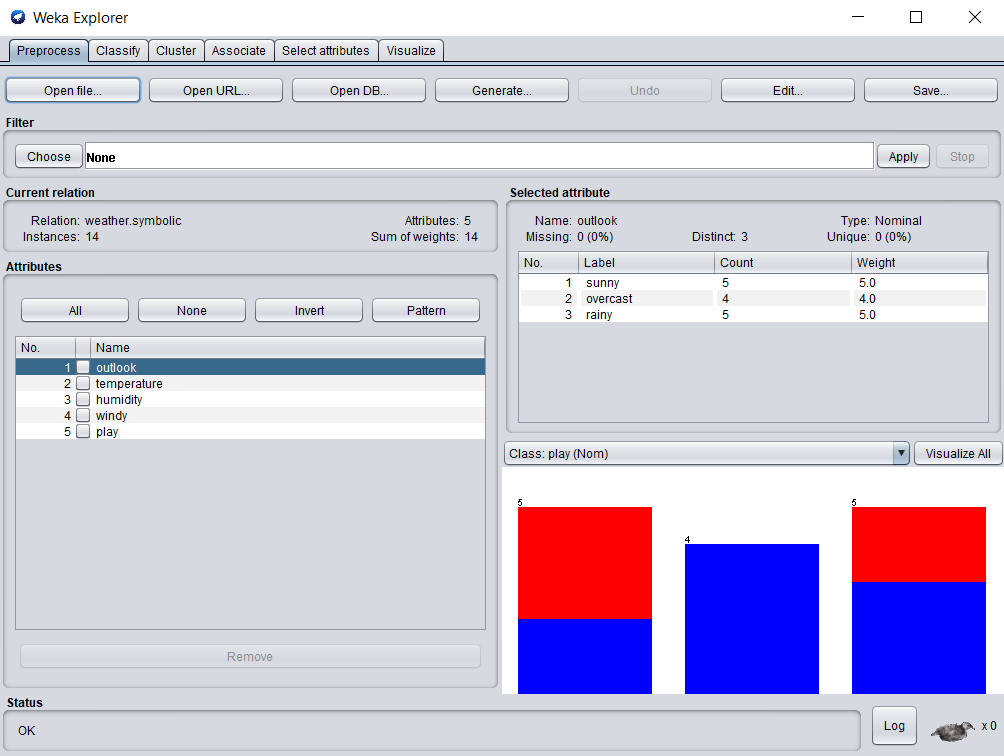 Weka Explorer
Preprocess Classify Cluster Associate Select attributes Visualize
Open file... Open URL... Open DB... Generate... Undo Edit... Save...
Filter
Choose None Apply Stop
Current relation
Relation: weather.symbolic Attributes: 5
Instances: 14 Sum of weights: 14
Attributes
All None Invert Pattern
No. Name
1 outlook
2 temperature
3 humidity
4 windy
5 play
Remove
Selected attribute
Name: outlook Type: Nominal
Missing: 0 (0%) Distinct: 3 Unique: 0 (0%)
No. Label Count Weight
1 sunny 5 5.0
2 overcast 4 4.0
3 rainy 5 5.0
Class: play (Nom) Visualize All
5 4 5
Status
OK Log x 0